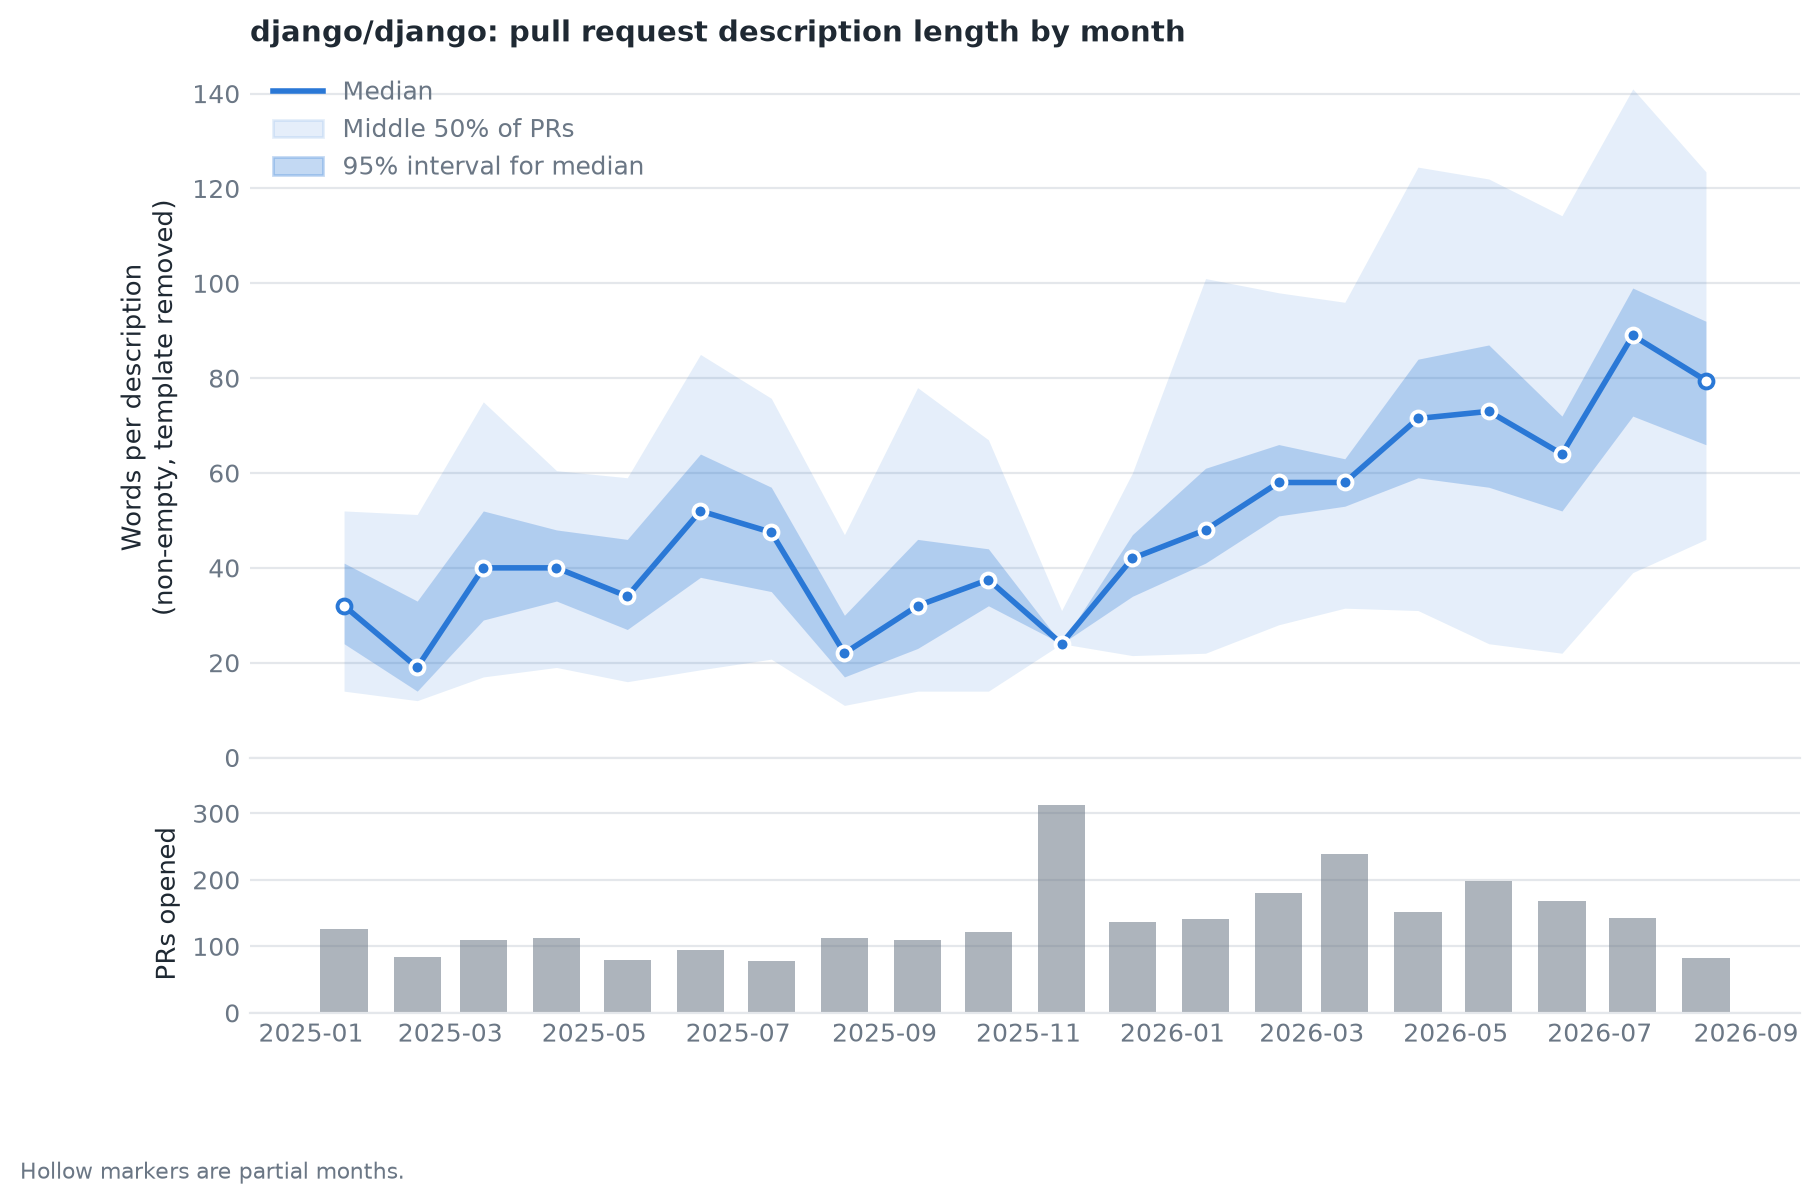 django/django: pull request description length by month
Median
Middle 50% of PRs
95% interval for median
Words per description
(non-empty, template removed)
140
120
100
80
60
40
20
0
PRs opened
300
200
100
0
2025-01 2025-03 2025-05 2025-07 2025-09 2025-11 2026-01 2026-03 2026-05 2026-07 2026-09
Hollow markers are partial months.